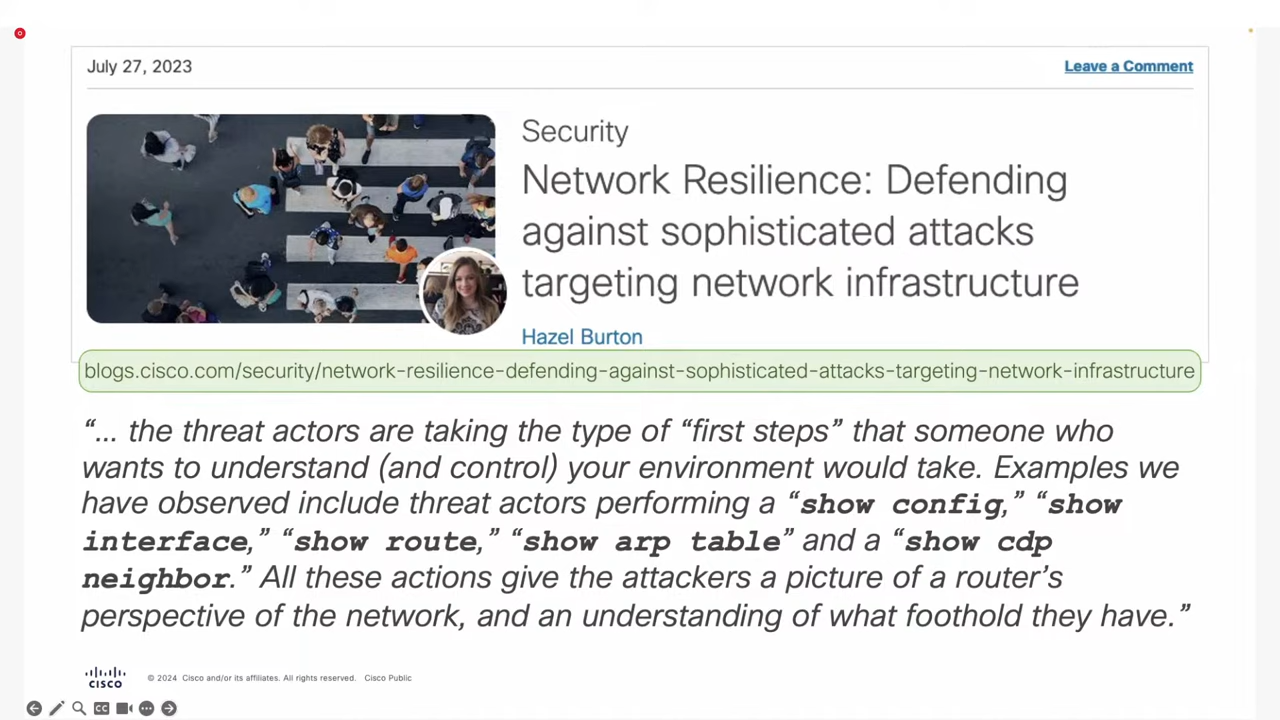 July 27, 2023
Leave a Comment
Security
Network Resilience: Defending
against sophisticated attacks
targeting network infrastructure
Hazel Burton
blogs.cisco.com/security/network-resilience-defending-against-sophisticated-attacks-targeting-network-infrastructure
“... the threat actors are taking the type of “first steps” that someone who
wants to understand (and control) your environment would take. Examples we
have observed include threat actors performing a “show config,” “show
interface,” “show route,” “show arp table” and a “show cdp
neighbor.” All these actions give the attackers a picture of a router’s
perspective of the network, and an understanding of what foothold they have.”
CISCO
© 2024 Cisco and/or its affiliates. All rights reserved. Cisco Public
CC